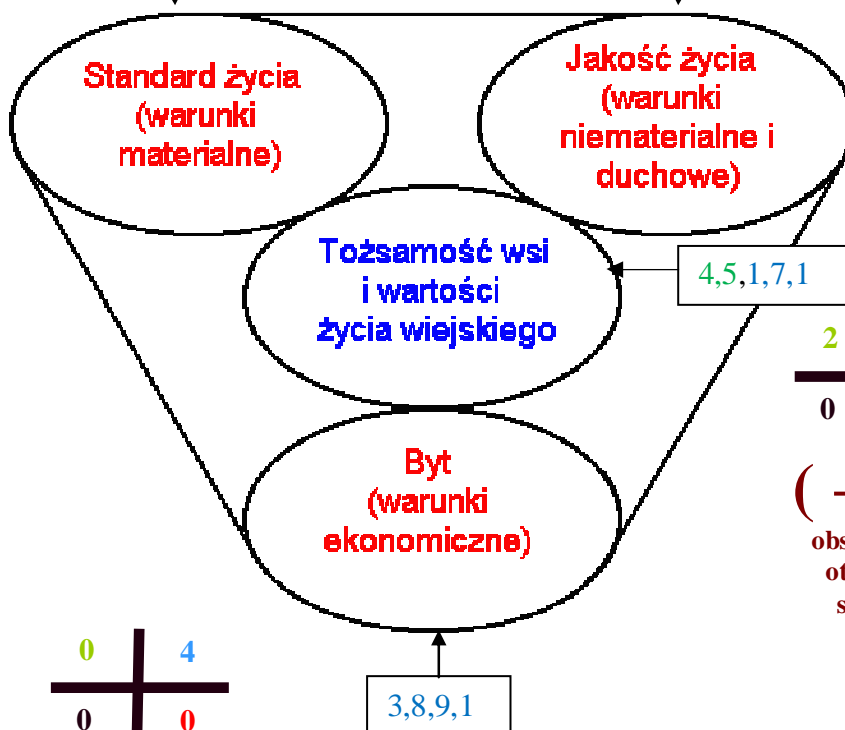 Standard życia
(warunki
materialne)
Jakość życia
(warunki
niematerialne i
duchowe)
Tożsamość wsi
i wartości
życia wiejskiego
4,5,1,7,1
2
0
( -
Byt
(warunki
ekonomiczne)
0 4
0 0
3,8,9,1